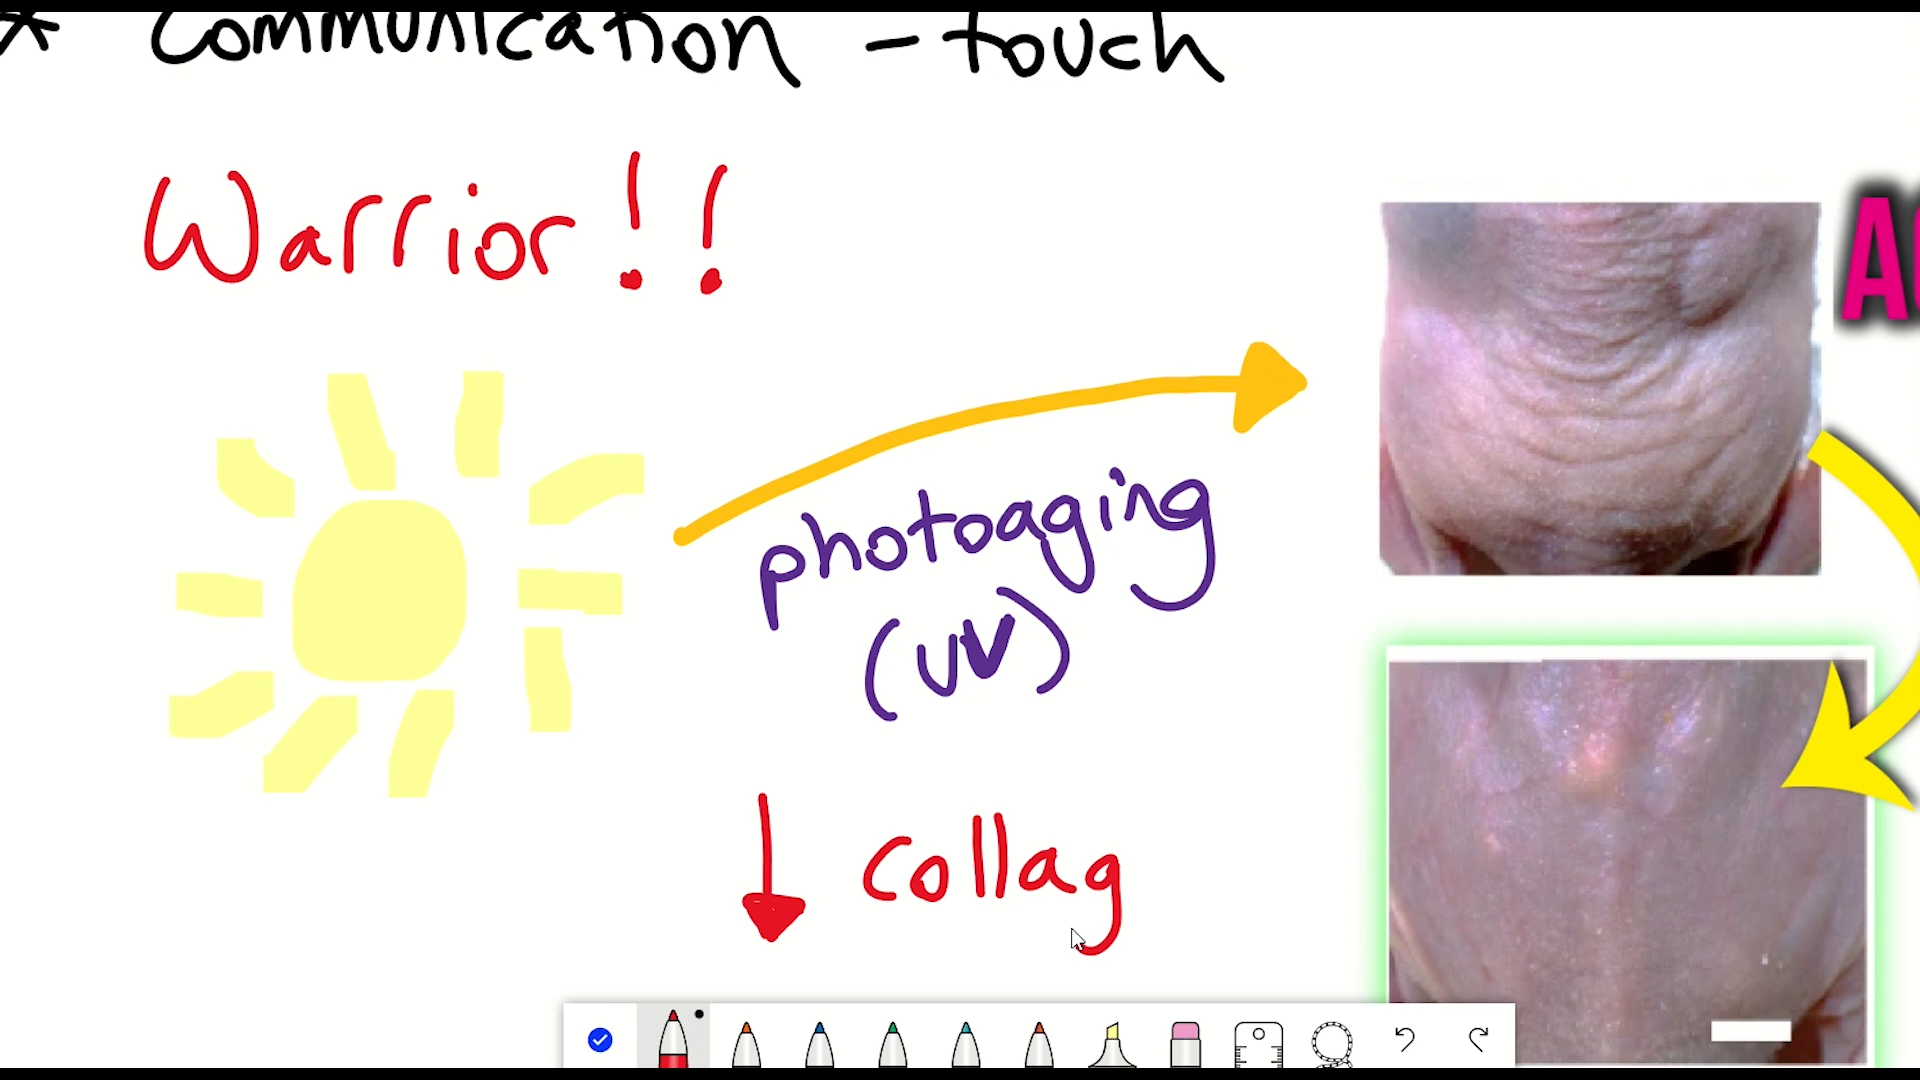 * Communication - touch
Warrior!!
photoaging
(UV)
↓ collag